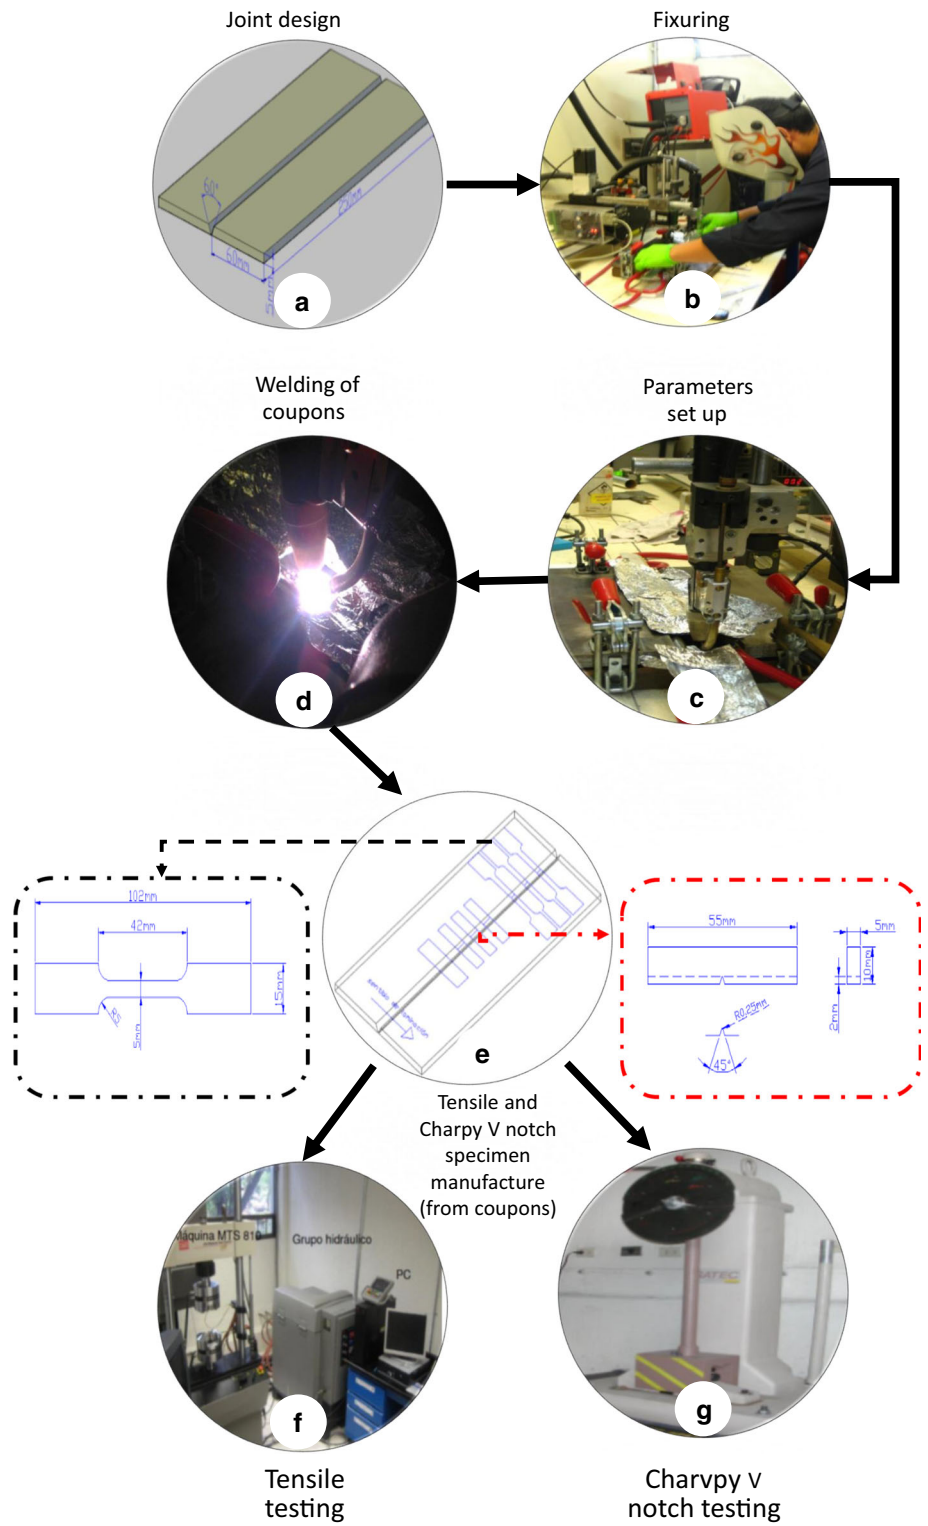 Joint design
Fixuring
60°
250mm
60mm
5mm
a
b
Welding of
coupons
Parameters
set up
d
c
102mm
42mm
15mm
R5
5mm
55mm
5mm
10mm
2mm
R0.25mm
45°
e
Tensile and
Charpy V notch
specimen
manufacture
(from coupons)
Máquina MTS 810
Grupo hidráulico
PC
f
g
Tensile
testing
Charvpy V
notch testing